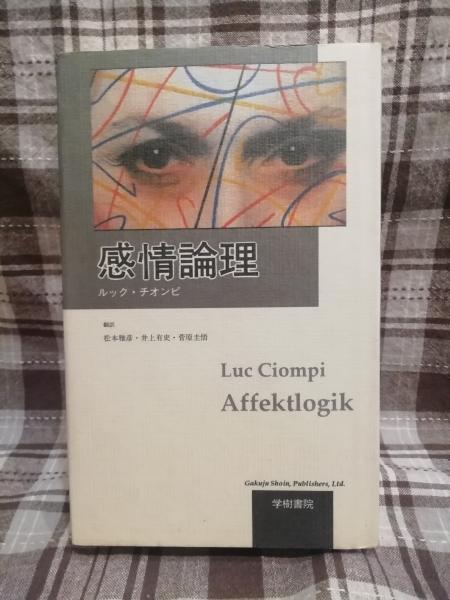 感情論理
ルック・チオンピ
翻訳
松本雅彦・井上有史・菅原圭悟
Luc Ciompi
Affektlogik
Gakuju Shoin, Publishers, Ltd.
学樹書院